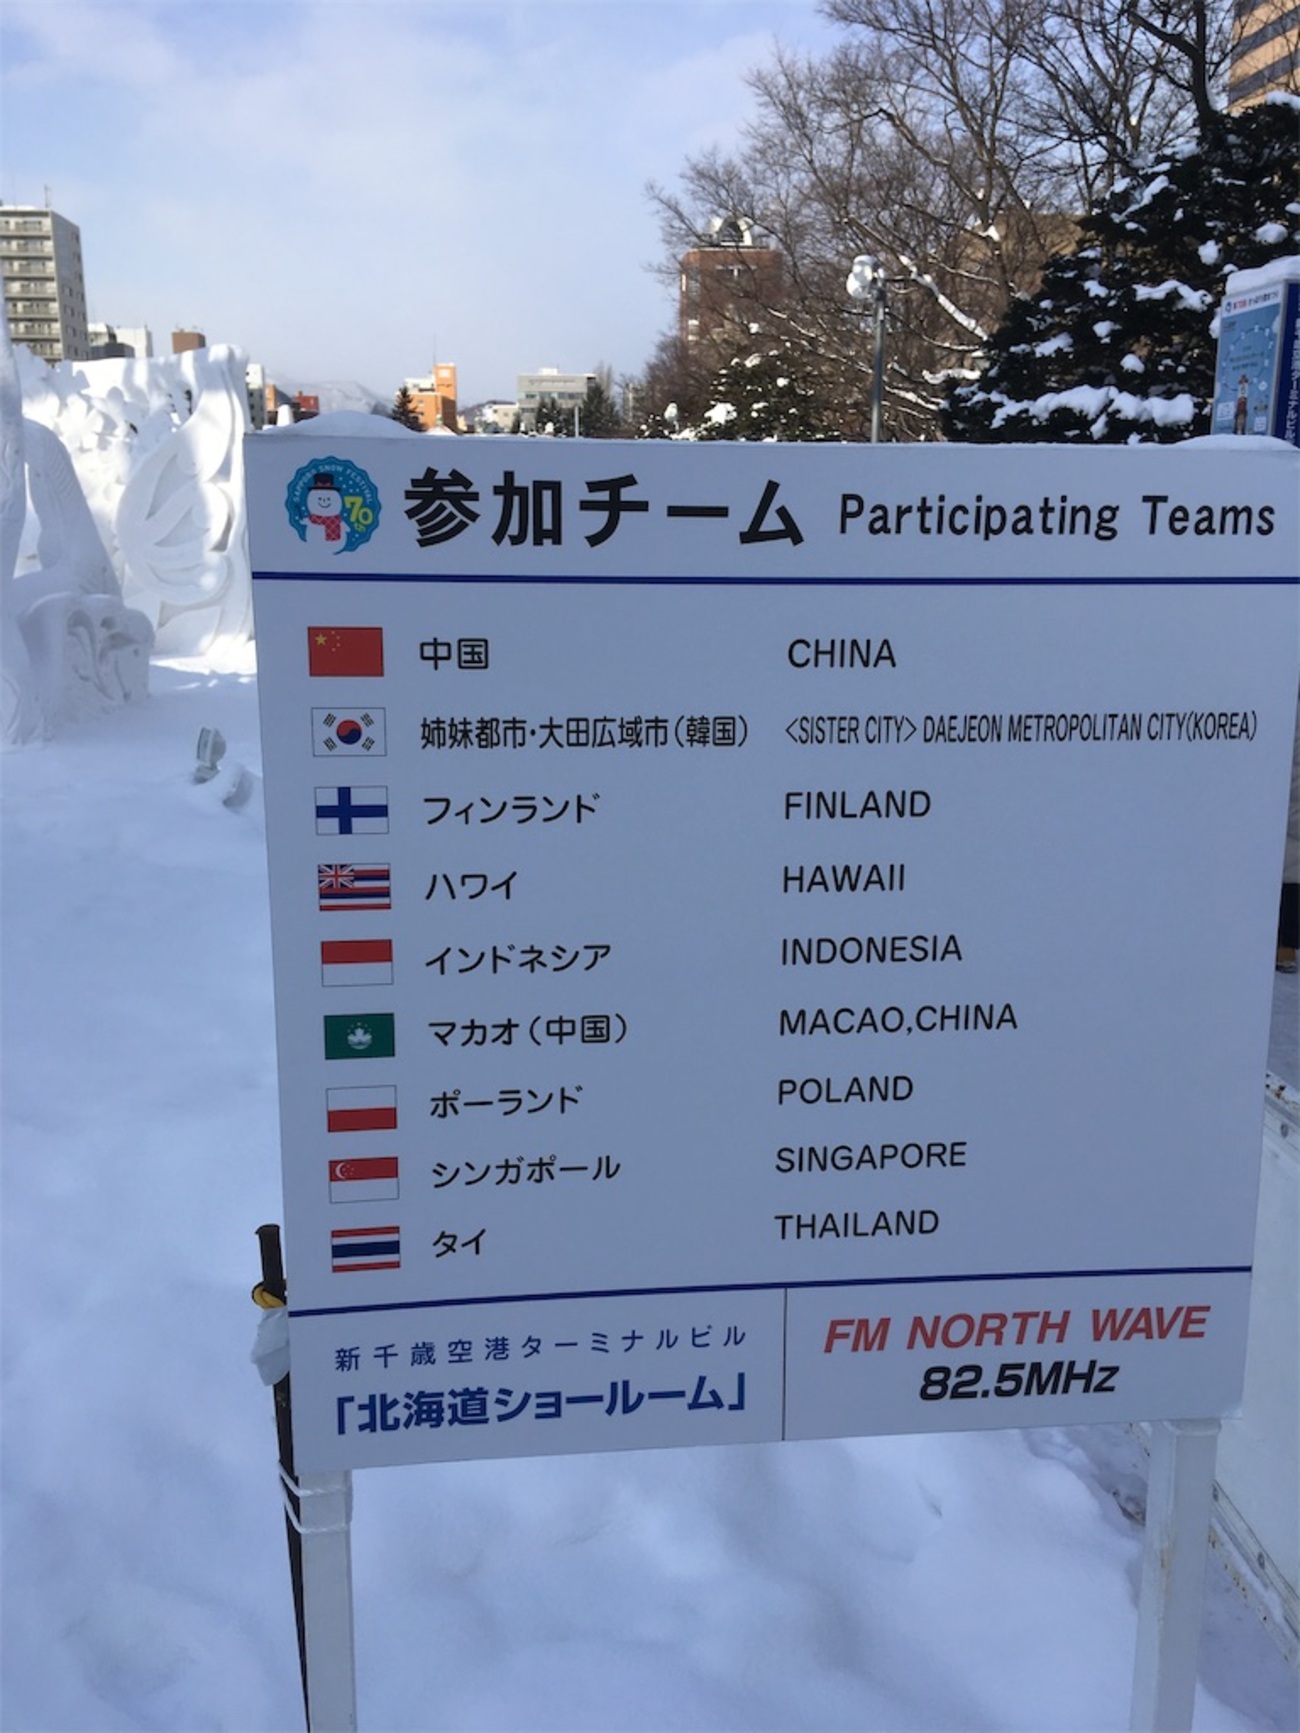 SAPPORO SNOW FESTIVAL
70th
参加チーム Participating Teams
中国 CHINA
姉妹都市・大田広域市（韓国） <SISTER CITY> DAEJEON METROPOLITAN CITY(KOREA)
フィンランド FINLAND
ハワイ HAWAII
インドネシア INDONESIA
マカオ（中国） MACAO,CHINA
ポーランド POLAND
シンガポール SINGAPORE
タイ THAILAND
新千歳空港ターミナルビル
「北海道ショールーム」
FM NORTH WAVE
82.5MHz